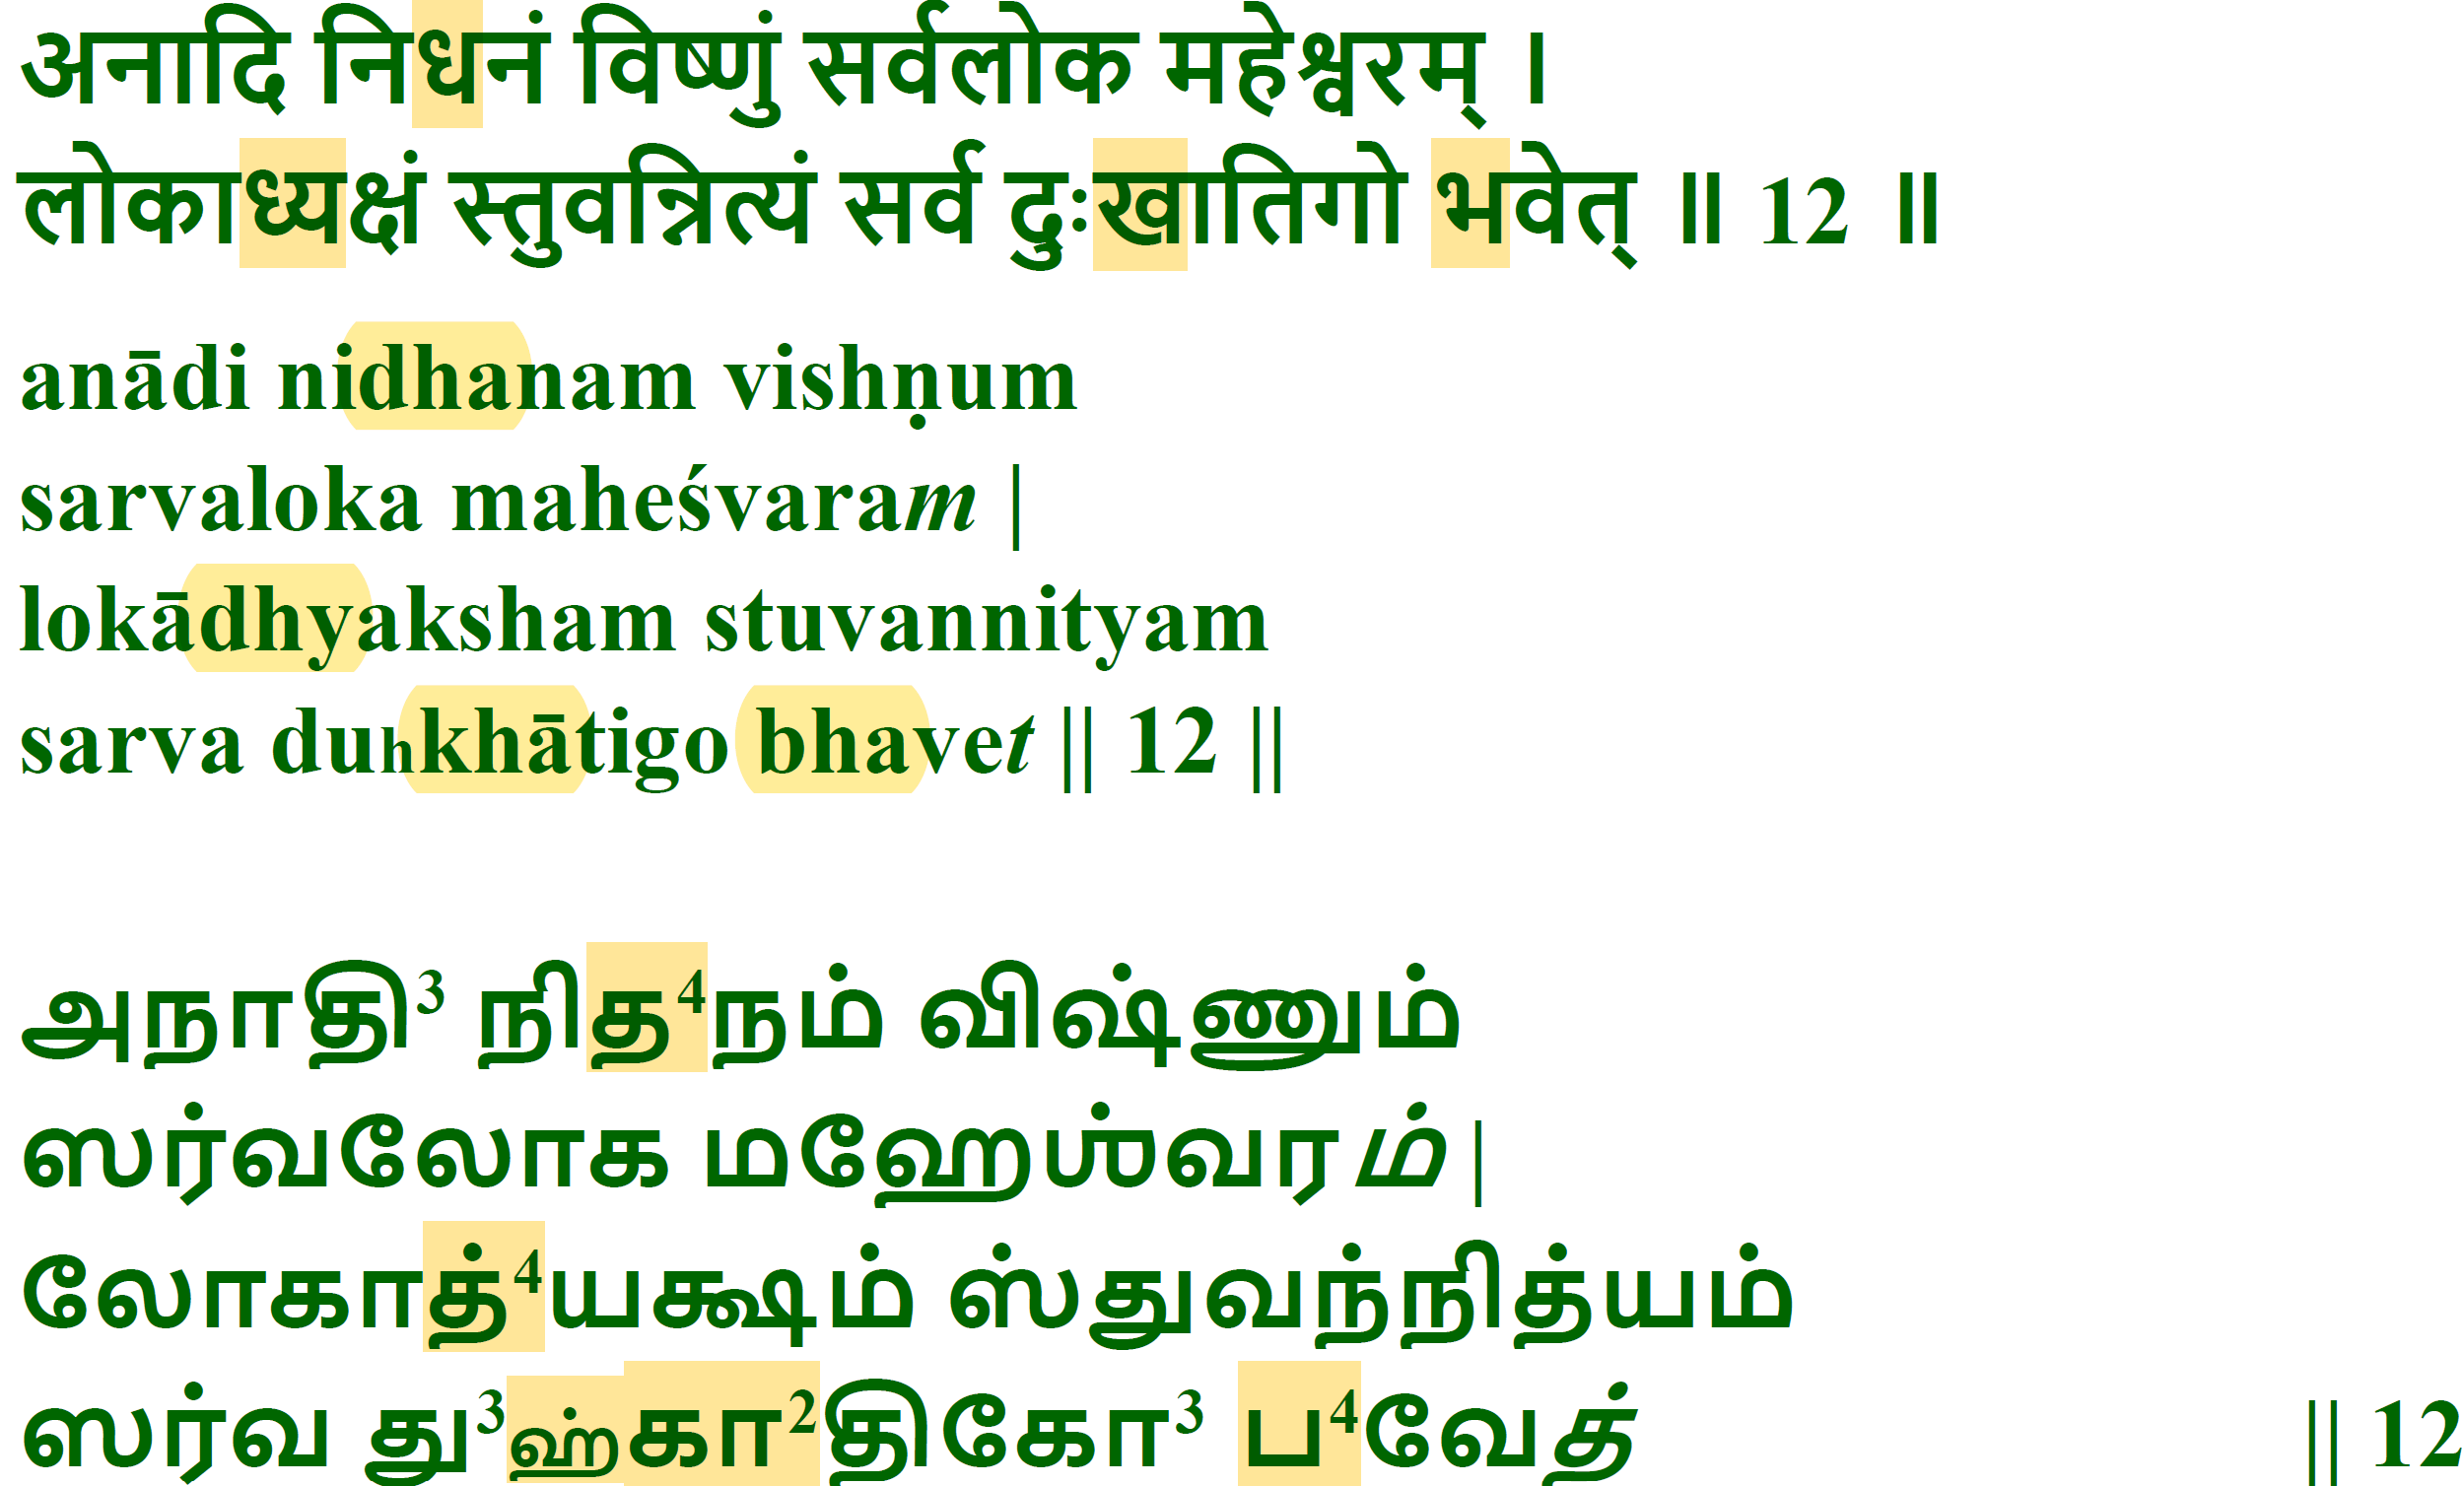 अनादि निधनं विष्णुं सर्वलोक महेश्वरम् ।
लोकाध्यक्षं स्तुवन्नित्यं सर्व दुःखातिगो भवेत् ॥ 12 ॥
anādi nidhanam vishṇum
sarvaloka maheśvaram |
lokādhyaksham stuvannityam
sarva duhkhātigo bhavet || 12 ||
அநாதி³ நித⁴நம் விஷ்ணும்
ஸர்வலோக மஹேஶ்வரம் |
லோகாத்⁴யக்ஷம் ஸ்துவந்நித்யம்
ஸர்வ து³ஹ்கா²திகோ³ ப⁴வேத் || 12